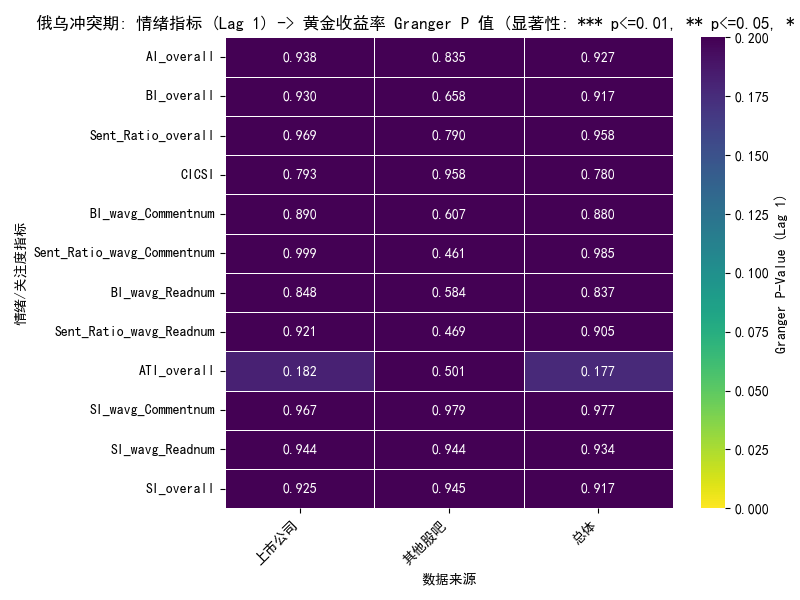 俄乌冲突期: 情绪指标 (Lag 1) -> 黄金收益率 Granger P 值 (显著性: *** p<=0.01, ** p<=0.05, *
AI_overall 0.938 0.835 0.927
BI_overall 0.930 0.658 0.917
Sent_Ratio_overall 0.969 0.790 0.958
CICSI 0.793 0.958 0.780
BI_wavg_Commentnum 0.890 0.607 0.880
Sent_Ratio_wavg_Commentnum 0.999 0.461 0.985
BI_wavg_Readnum 0.848 0.584 0.837
Sent_Ratio_wavg_Readnum 0.921 0.469 0.905
ATI_overall 0.182 0.501 0.177
SI_wavg_Commentnum 0.967 0.979 0.977
SI_wavg_Readnum 0.944 0.944 0.934
SI_overall 0.925 0.945 0.917
上市公司 其他股吧 总体
数据来源
情绪/关注度指标
0.200
0.175
0.150
0.125
0.100
0.075
0.050
0.025
0.000
Granger P-Value (Lag 1)